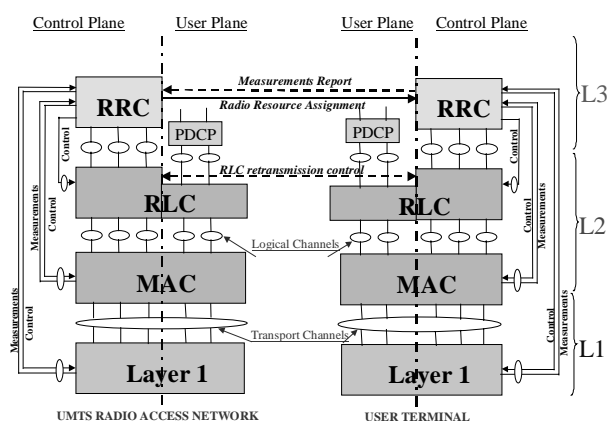 Control Plane User Plane User Plane Control Plane
Measurements Report
Radio Resource Assignment
RRC RRC
PDCP PDCP
Control Control
RLC retransmission control
RLC RLC
Logical Channels
Measurements Control Control Measurements
MAC MAC
Transport Channels
Measurements Control Control Measurements
Layer 1 Layer 1
L3
L2
L1
UMTS RADIO ACCESS NETWORK USER TERMINAL